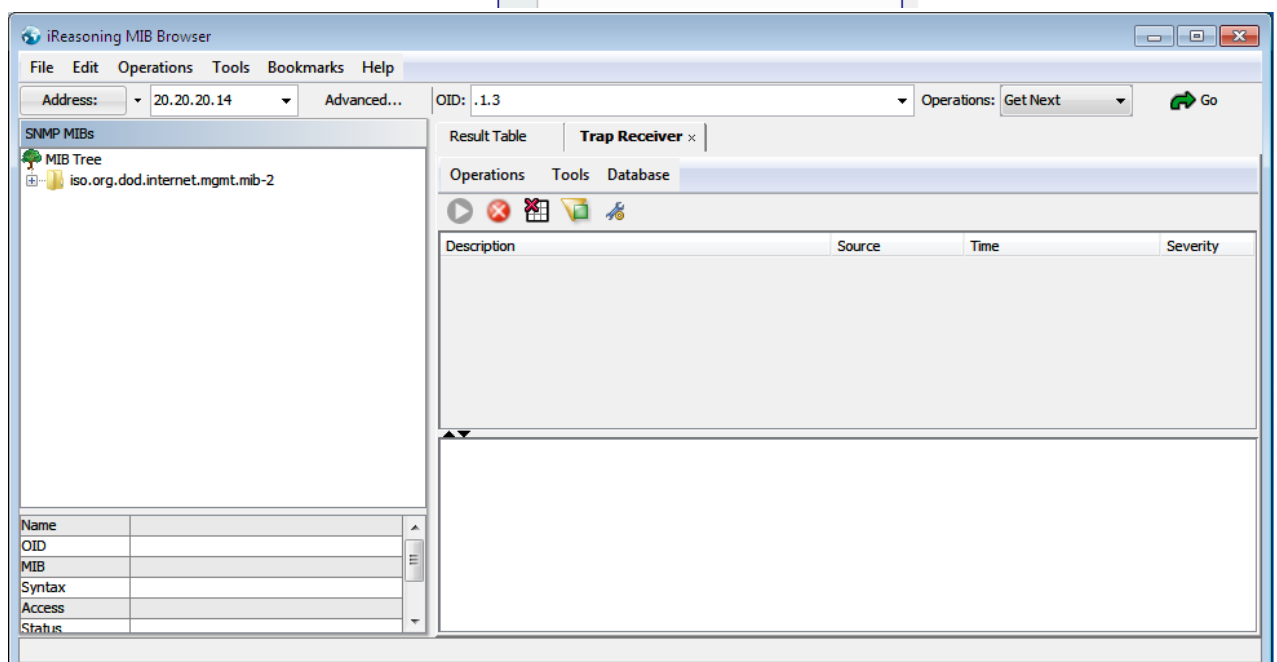 iReasoning MIB Browser
File Edit Operations Tools Bookmarks Help
Address: 20.20.20.14 Advanced... OID: .1.3 Operations: Get Next Go
SNMP MIBs
Result Table Trap Receiver ×
MIB Tree
iso.org.dod.internet.mgmt.mib-2
Operations Tools Database
Description Source Time Severity
Name
OID
MIB
Syntax
Access
Status